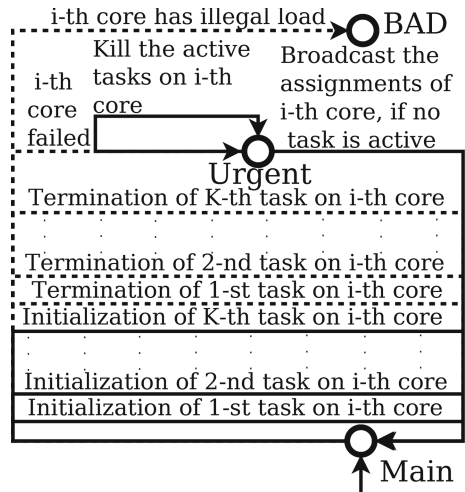 i-th core has illegal load
BAD
Kill the active
tasks on i-th
core
Broadcast the
assignments of
i-th core, if no
task is active
i-th
core
failed
Urgent
Termination of K-th task on i-th core
Termination of 2-nd task on i-th core
Termination of 1-st task on i-th core
Initialization of K-th task on i-th core
Initialization of 2-nd task on i-th core
Initialization of 1-st task on i-th core
Main